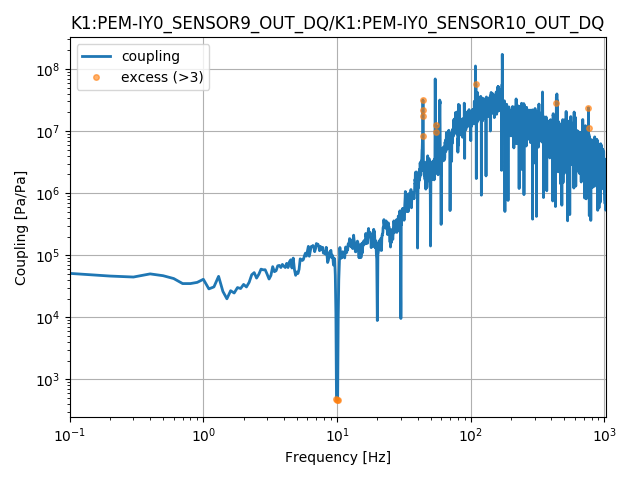 K1:PEM-IY0_SENSOR9_OUT_DQ/K1:PEM-IY0_SENSOR10_OUT_DQ
coupling
excess (>3)
Coupling [Pa/Pa]
10⁸
10⁷
10⁶
10⁵
10⁴
10³
10⁻¹ 10⁰ 10¹ 10² 10³
Frequency [Hz]